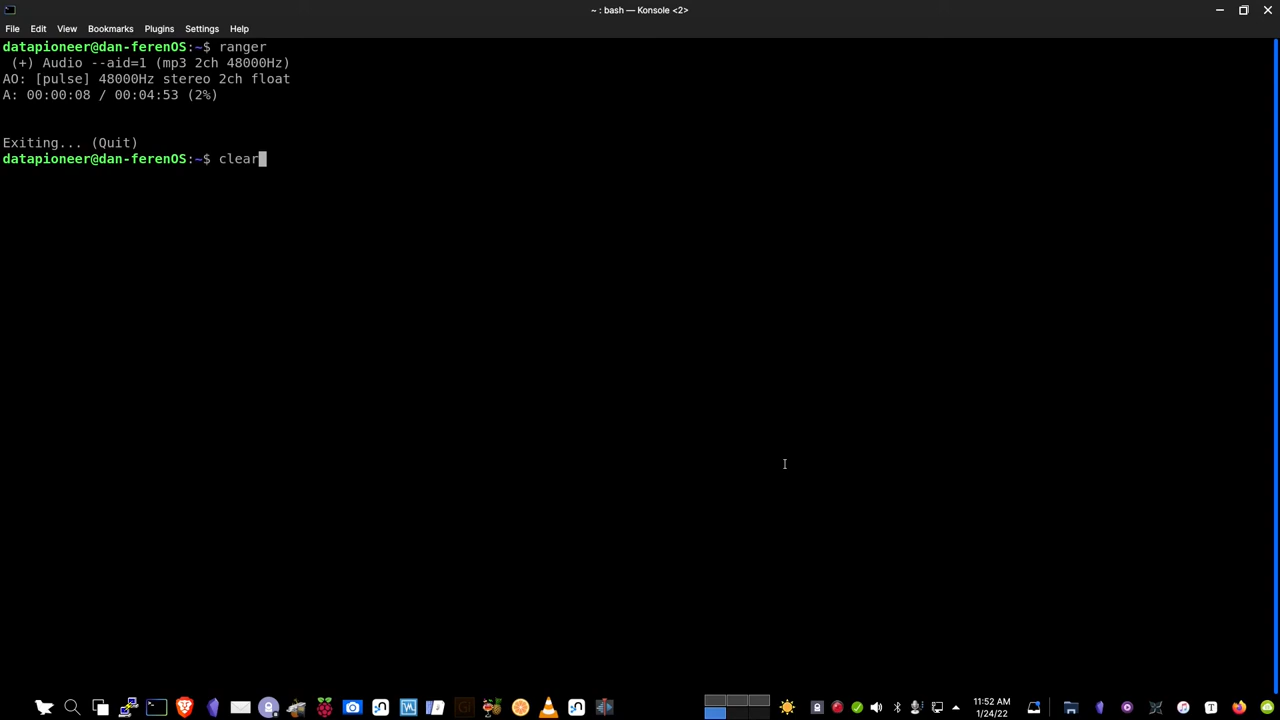 ~ : bash — Konsole <2>
File Edit View Bookmarks Plugins Settings Help
datapioneer@dan-ferenOS:~$ ranger
(+) Audio --aid=1 (mp3 2ch 48000Hz)
AO: [pulse] 48000Hz stereo 2ch float
A: 00:00:08 / 00:04:53 (2%)
Exiting... (Quit)
datapioneer@dan-ferenOS:~$ clear
11:52 AM
1/24/22